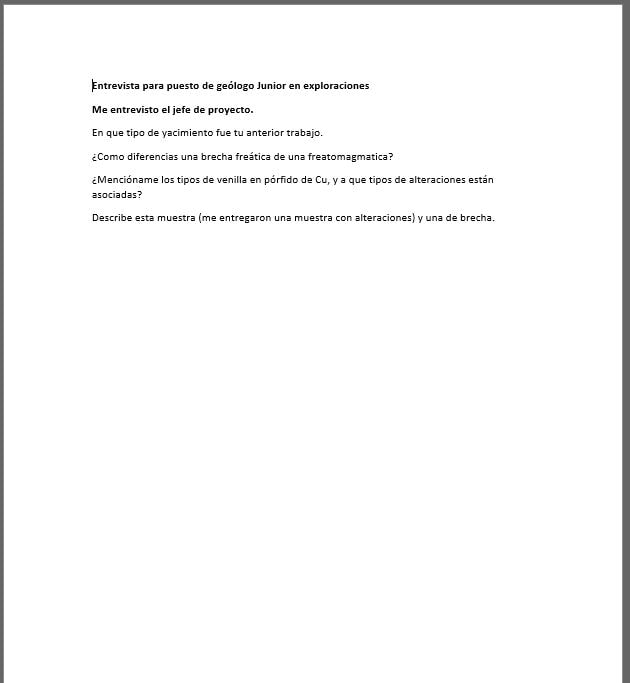 Entrevista para puesto de geólogo Junior en exploraciones
Me entrevisto el jefe de proyecto.
En que tipo de yacimiento fue tu anterior trabajo.
¿Como diferencias una brecha freática de una freatomagmatica?
¿Mencióname los tipos de venilla en pórfido de Cu, y a que tipos de alteraciones están
asociadas?
Describe esta muestra (me entregaron una muestra con alteraciones) y una de brecha.